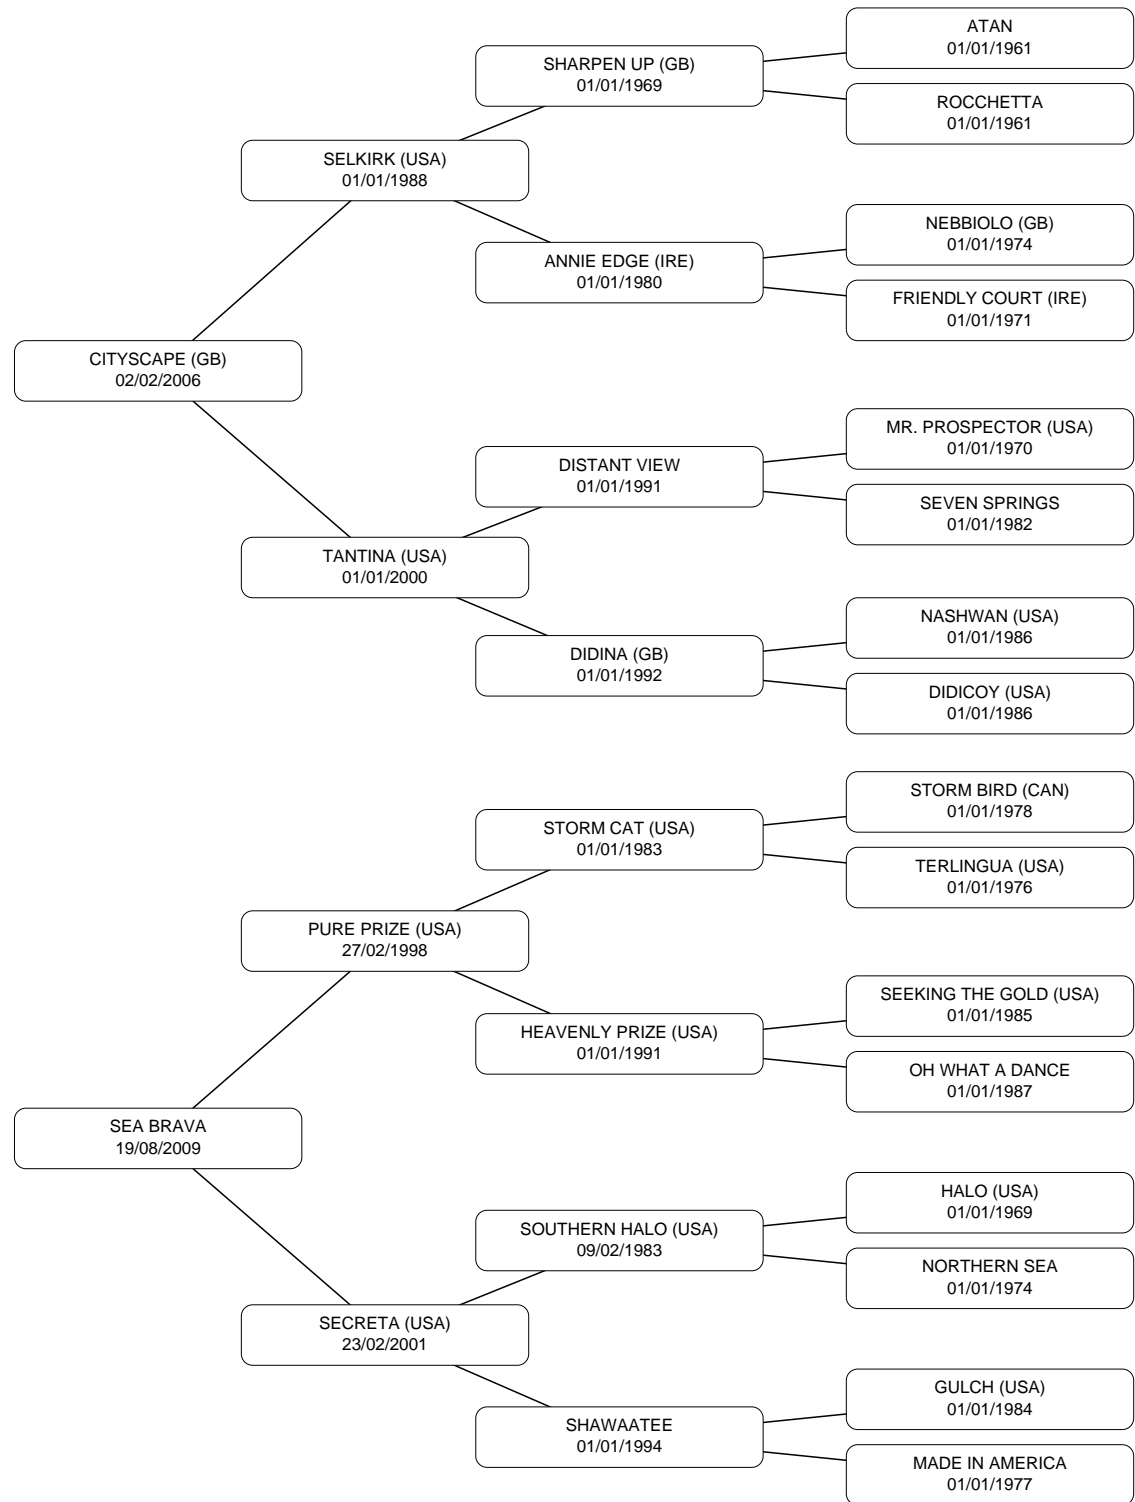 ATAN
01/01/1961
SHARPEN UP (GB)
01/01/1969
ROCCHETTA
01/01/1961
SELKIRK (USA)
01/01/1988
NEBBIOLO (GB)
01/01/1974
ANNIE EDGE (IRE)
01/01/1980
FRIENDLY COURT (IRE)
01/01/1971
CITYSCAPE (GB)
02/02/2006
MR. PROSPECTOR (USA)
01/01/1970
DISTANT VIEW
01/01/1991
SEVEN SPRINGS
01/01/1982
TANTINA (USA)
01/01/2000
NASHWAN (USA)
01/01/1986
DIDINA (GB)
01/01/1992
DIDICOY (USA)
01/01/1986
STORM BIRD (CAN)
01/01/1978
STORM CAT (USA)
01/01/1983
TERLINGUA (USA)
01/01/1976
PURE PRIZE (USA)
27/02/1998
SEEKING THE GOLD (USA)
01/01/1985
HEAVENLY PRIZE (USA)
01/01/1991
OH WHAT A DANCE
01/01/1987
SEA BRAVA
19/08/2009
HALO (USA)
01/01/1969
SOUTHERN HALO (USA)
09/02/1983
NORTHERN SEA
01/01/1974
SECRETA (USA)
23/02/2001
GULCH (USA)
01/01/1984
SHAWAATEE
01/01/1994
MADE IN AMERICA
01/01/1977